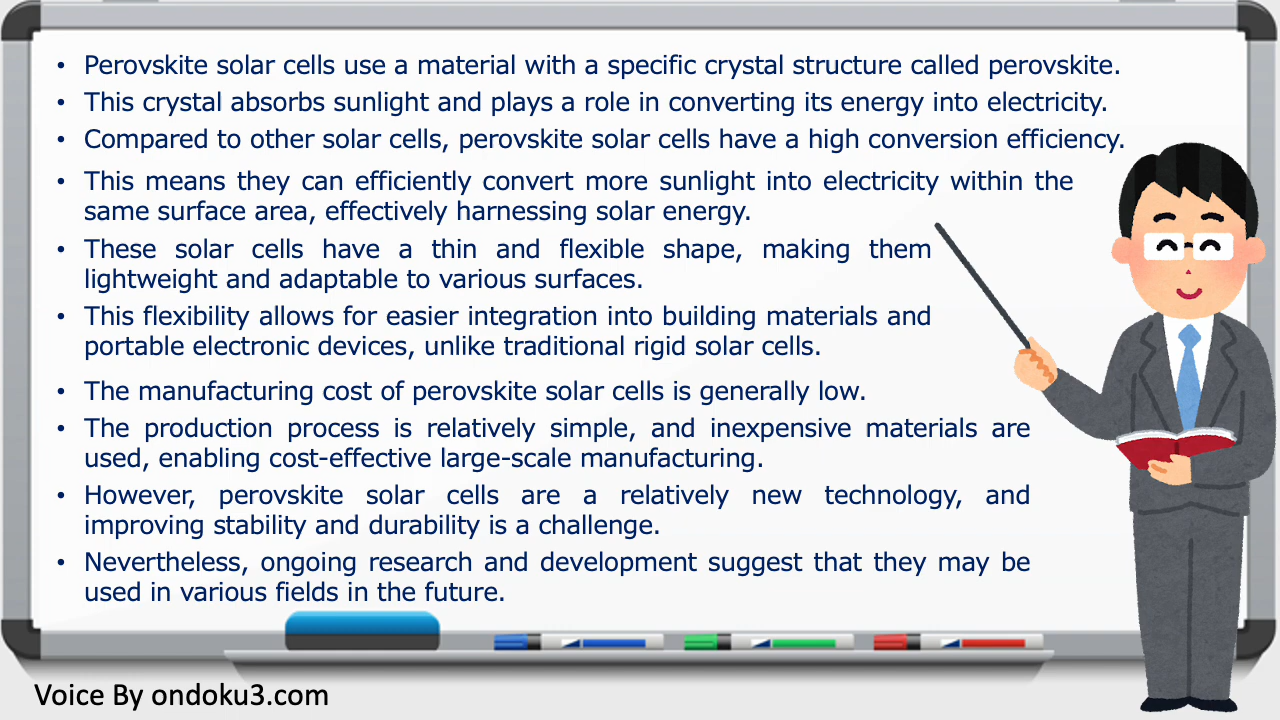 • Perovskite solar cells use a material with a specific crystal structure called perovskite.
• This crystal absorbs sunlight and plays a role in converting its energy into electricity.
• Compared to other solar cells, perovskite solar cells have a high conversion efficiency.
• This means they can efficiently convert more sunlight into electricity within the
same surface area, effectively harnessing solar energy.
• These solar cells have a thin and flexible shape, making them
lightweight and adaptable to various surfaces.
• This flexibility allows for easier integration into building materials and
portable electronic devices, unlike traditional rigid solar cells.
• The manufacturing cost of perovskite solar cells is generally low.
• The production process is relatively simple, and inexpensive materials are
used, enabling cost-effective large-scale manufacturing.
• However, perovskite solar cells are a relatively new technology, and
improving stability and durability is a challenge.
• Nevertheless, ongoing research and development suggest that they may be
used in various fields in the future.
Voice By ondoku3.com